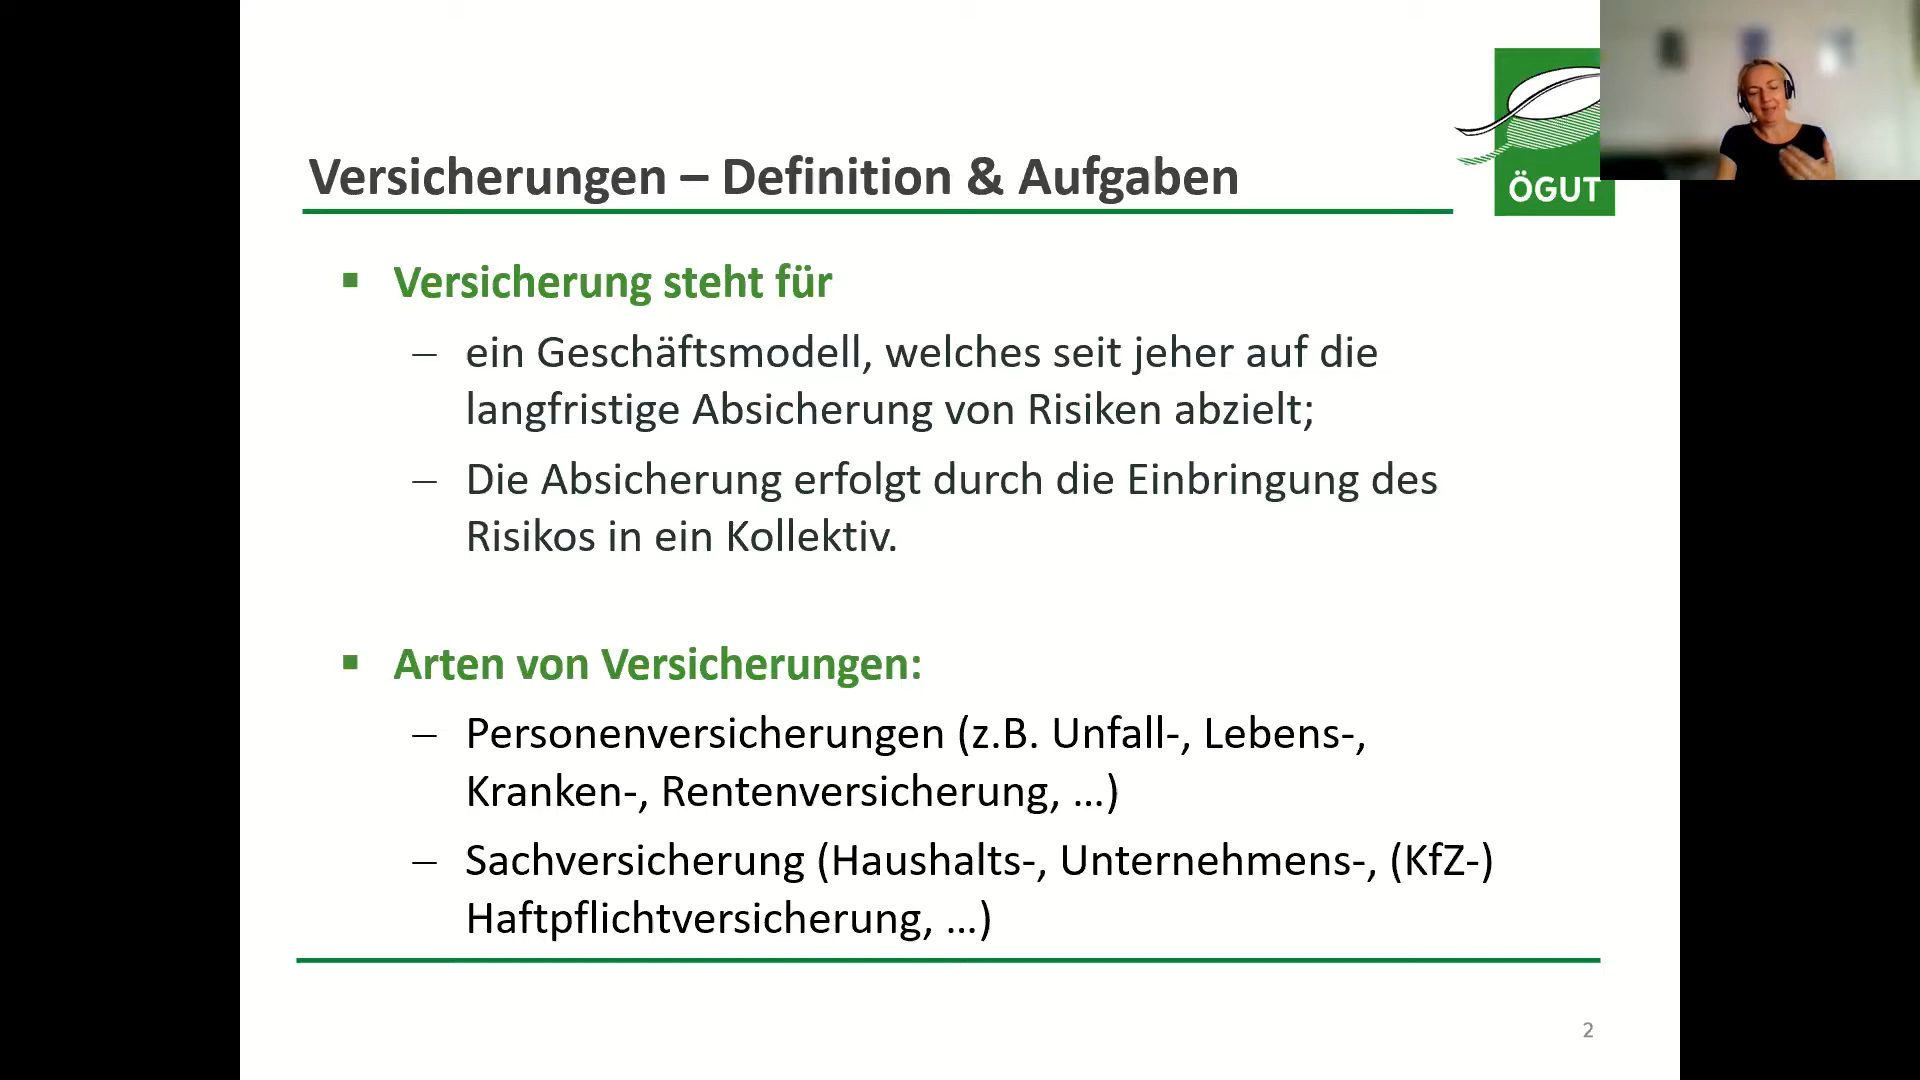 Versicherungen – Definition & Aufgaben
ÖGUT
▪ Versicherung steht für
– ein Geschäftsmodell, welches seit jeher auf die
langfristige Absicherung von Risiken abzielt;
– Die Absicherung erfolgt durch die Einbringung des
Risikos in ein Kollektiv.
▪ Arten von Versicherungen:
– Personenversicherungen (z.B. Unfall-, Lebens-,
Kranken-, Rentenversicherung, ...)
– Sachversicherung (Haushalts-, Unternehmens-, (KfZ-)
Haftpflichtversicherung, ...)
2